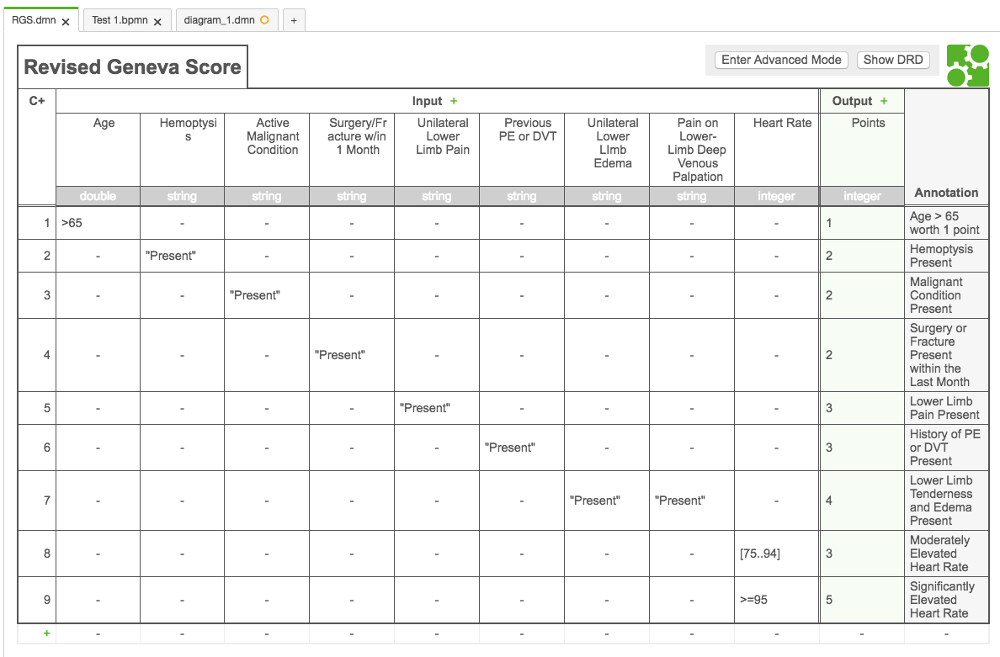 RGS.dmn × Test 1.bpmn × diagram_1.dmn +
Revised Geneva Score
Enter Advanced Mode Show DRD
C+ Input + Output +
Age Hemoptysi Active Surgery/Fr Unilateral Previous Unilateral Pain on Heart Rate Points
s Malignant acture w/in Lower PE or DVT Lower Lower-
Condition 1 Month Limb Pain LImb Limb Deep
Edema Venous
Palpation
double string string string string string string string integer integer Annotation
1 >65 - - - - - - - - 1 Age > 65
worth 1 point
2 - "Present" - - - - - - - 2 Hemoptysis
Present
3 - - "Present" - - - - - - 2 Malignant
Condition
Present
4 - - - "Present" - - - - - 2 Surgery or
Fracture
Present
within the
Last Month
5 - - - - "Present" - - - - 3 Lower Limb
Pain Present
6 - - - - - "Present" - - - 3 History of PE
or DVT
Present
7 - - - - - - "Present" "Present" - 4 Lower Limb
Tenderness
and Edema
Present
8 - - - - - - - - [75..94] 3 Moderately
Elevated
Heart Rate
9 - - - - - - - - >=95 5 Significantly
Elevated
Heart Rate
+ - - - - - - - - - - -